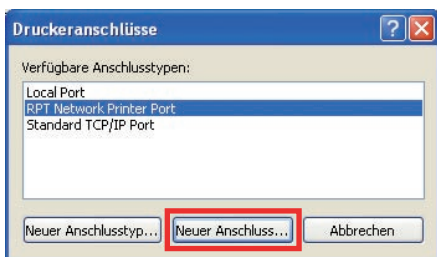 Druckeranschlüsse
Verfügbare Anschlusstypen:
Local Port
RPT Network Printer Port
Standard TCP/IP Port
Neuer Anschlusstyp... Neuer Anschluss... Abbrechen